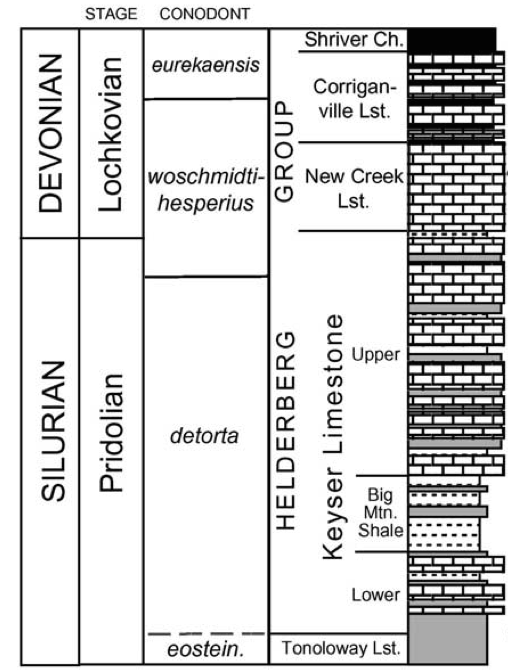 STAGE CONODONT
DEVONIAN
SILURIAN
Lochkovian
Pridolian
eurekaensis
woschmidti-
hesperius
detorta
eostein.
HELDERBERG GROUP
Shriver Ch.
Corrigan-
ville Lst.
New Creek
Lst.
Keyser Limestone
Upper
Big
Mtn.
Shale
Lower
Tonoloway Lst.